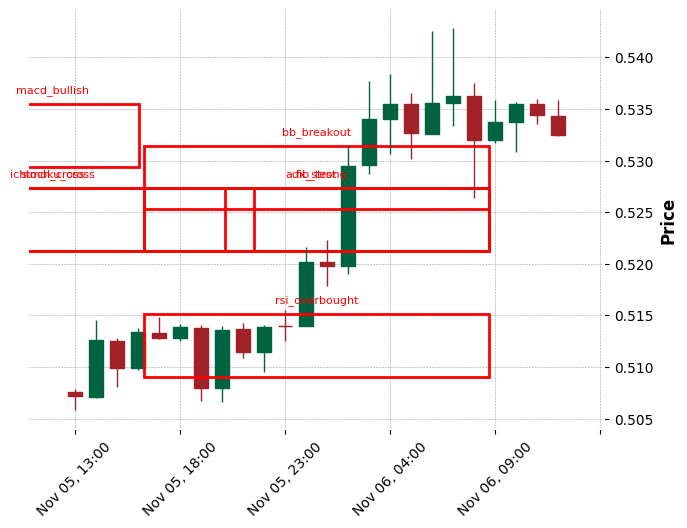 macd_bullish
bb_breakout
rsi_overbought
0.540
0.535
0.530
0.525
0.520
0.515
0.510
0.505
Price
Nov 05, 13:00
Nov 05, 18:00
Nov 05, 23:00
Nov 06, 04:00
Nov 06, 09:00